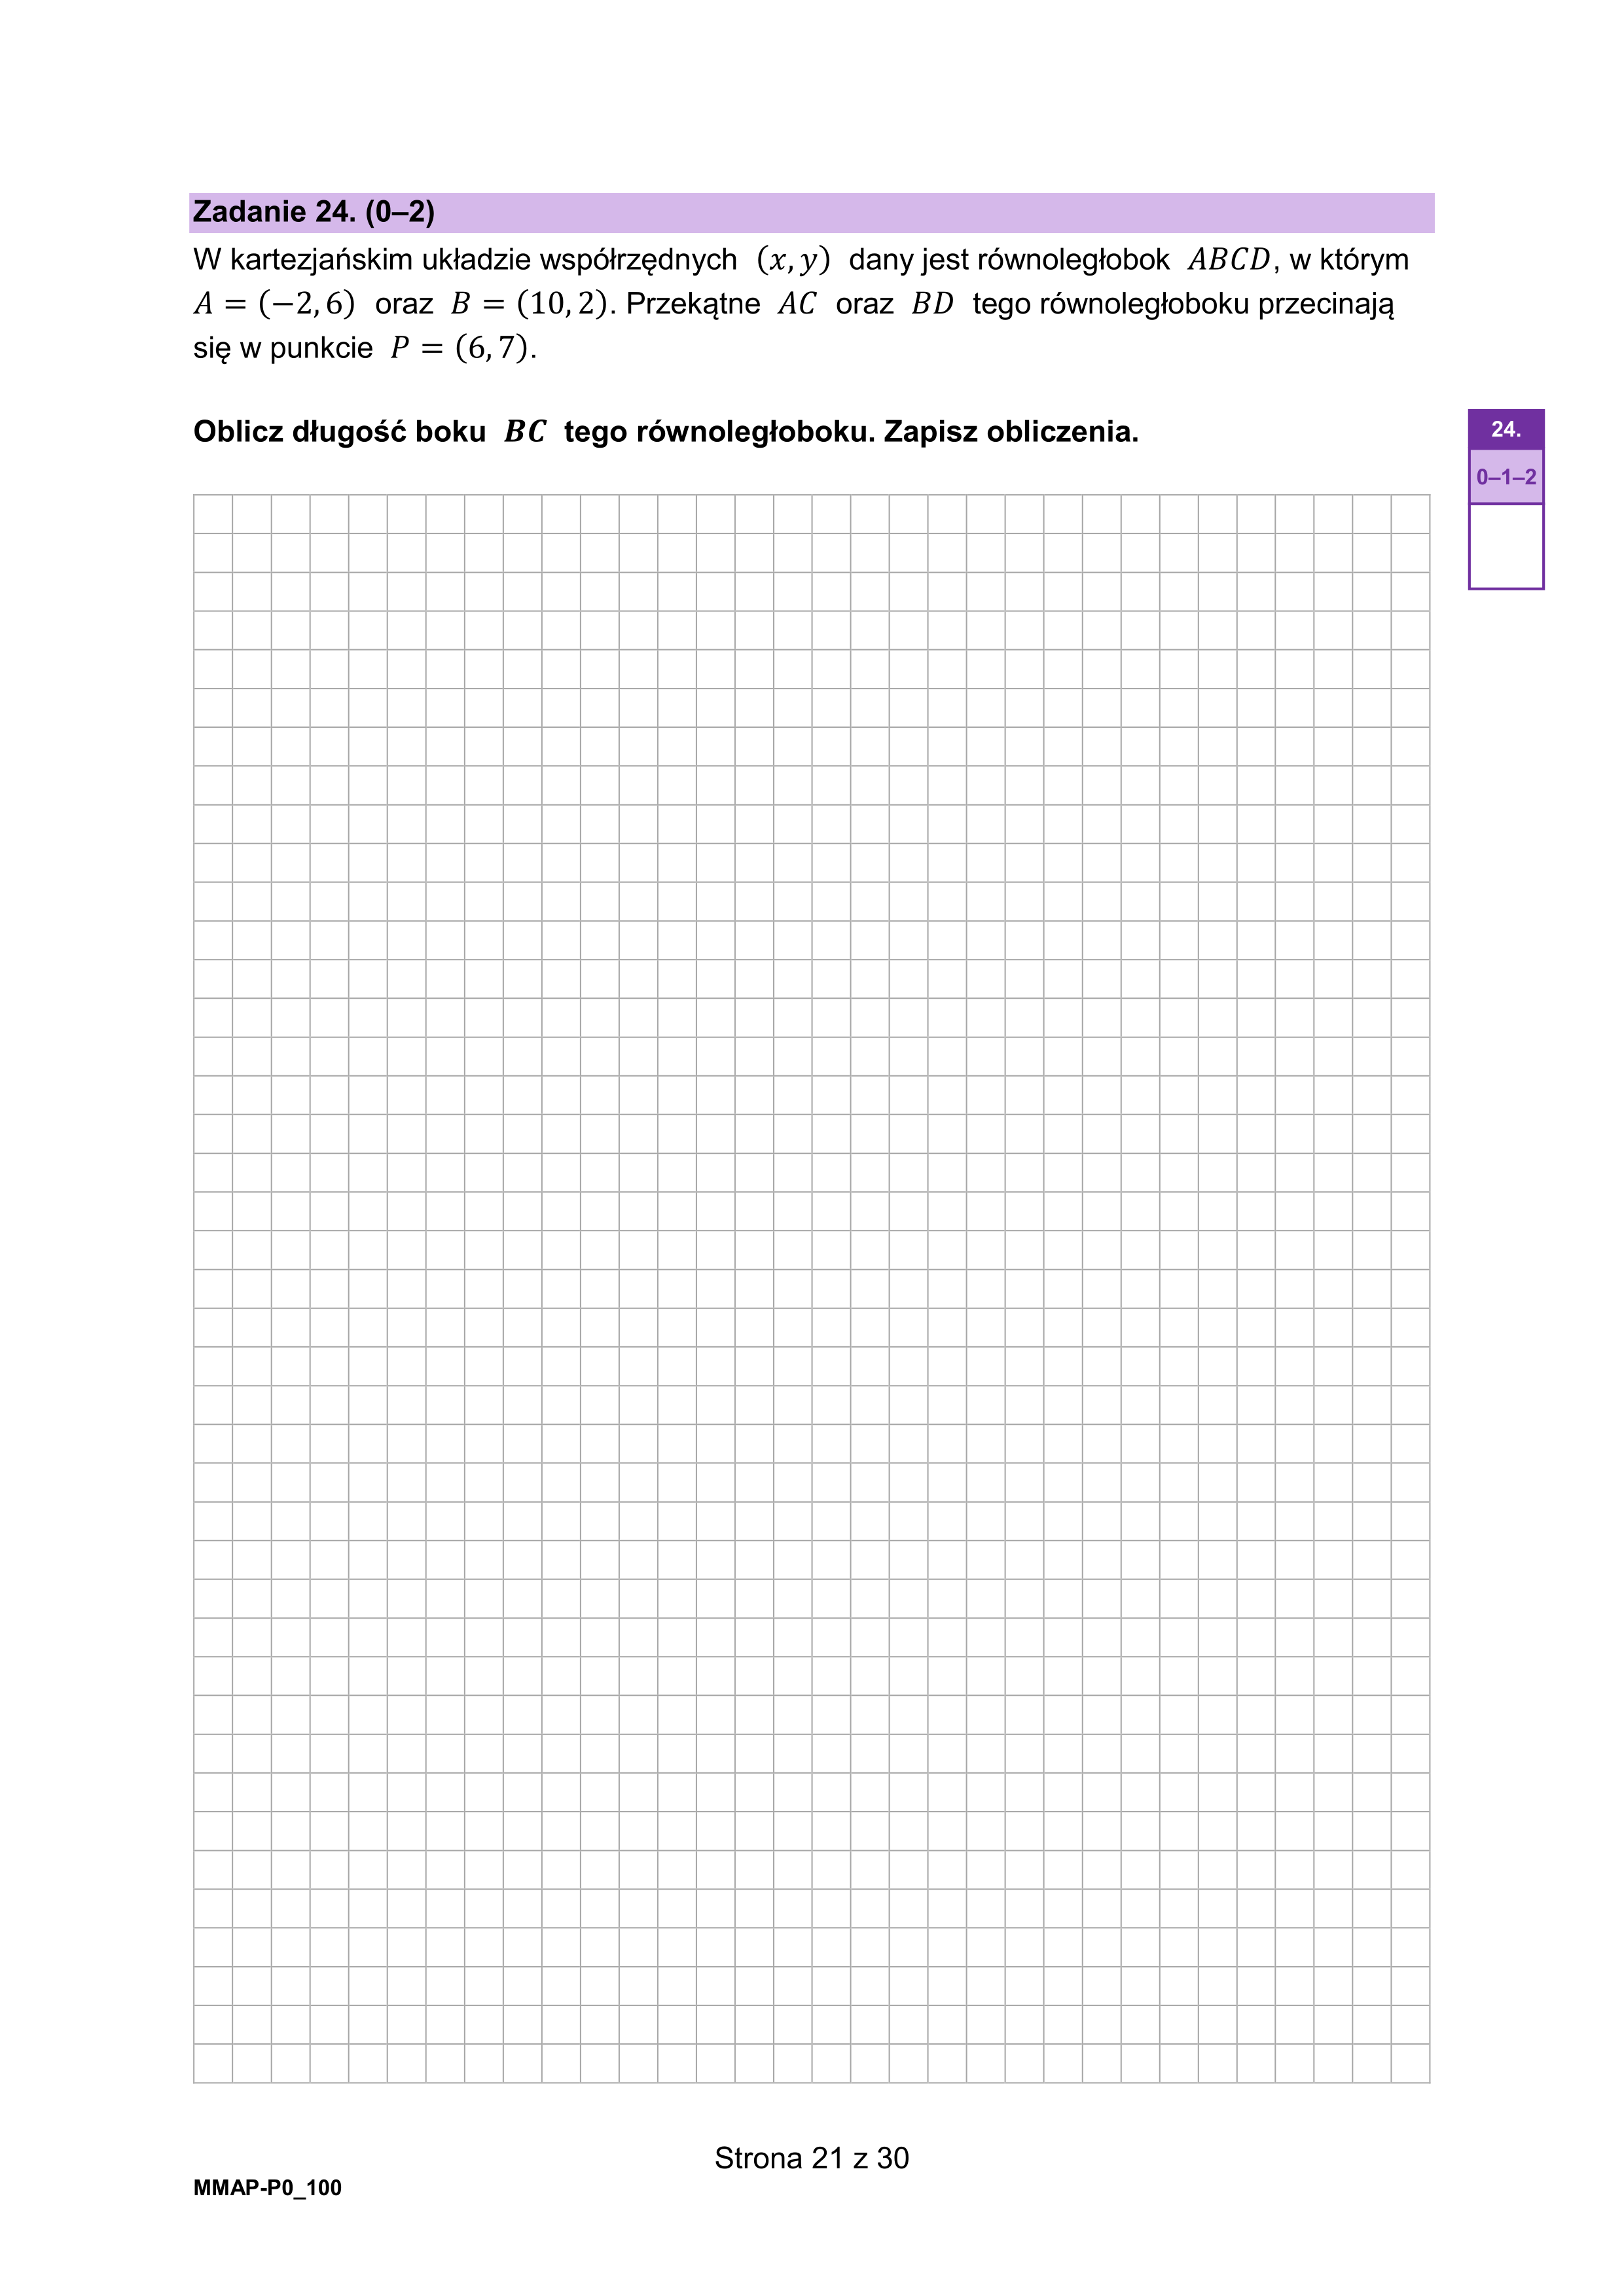 Zadanie 24. (0–2)
W kartezjańskim układzie współrzędnych (x, y) dany jest równoległobok ABCD, w którym
A = (−2, 6) oraz B = (10, 2). Przekątne AC oraz BD tego równoległoboku przecinają
się w punkcie P = (6, 7).
Oblicz długość boku BC tego równoległoboku. Zapisz obliczenia.
24.
0–1–2
Strona 21 z 30
MMAP-P0_100